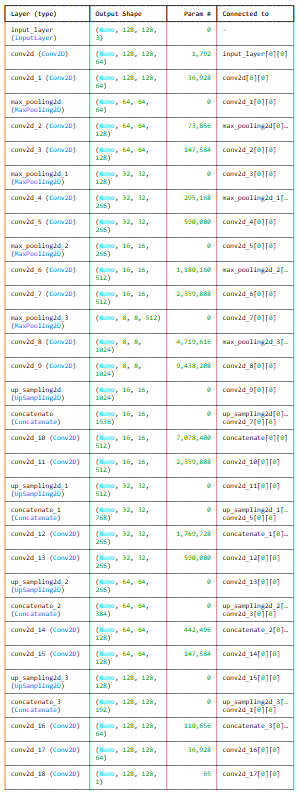 Layer (type) Output Shape Param # Connected to
input_layer (None, 128, 128, 0 -
(InputLayer) 3)
conv2d (Conv2D) (None, 128, 128, 1,792 input_layer[0][0]
64)
conv2d_1 (Conv2D) (None, 128, 128, 36,928 conv2d[0][0]
64)
max_pooling2d (None, 64, 64, 0 conv2d_1[0][0]
(MaxPooling2D) 64)
conv2d_2 (Conv2D) (None, 64, 64, 73,856 max_pooling2d[0]…
128)
conv2d_3 (Conv2D) (None, 64, 64, 147,584 conv2d_2[0][0]
128)
max_pooling2d_1 (None, 32, 32, 0 conv2d_3[0][0]
(MaxPooling2D) 128)
conv2d_4 (Conv2D) (None, 32, 32, 295,168 max_pooling2d_1[…
256)
conv2d_5 (Conv2D) (None, 32, 32, 590,080 conv2d_4[0][0]
256)
max_pooling2d_2 (None, 16, 16, 0 conv2d_5[0][0]
(MaxPooling2D) 256)
conv2d_6 (Conv2D) (None, 16, 16, 1,180,160 max_pooling2d_2[…
512)
conv2d_7 (Conv2D) (None, 16, 16, 2,359,808 conv2d_6[0][0]
512)
max_pooling2d_3 (None, 8, 8, 512) 0 conv2d_7[0][0]
(MaxPooling2D)
conv2d_8 (Conv2D) (None, 8, 8, 4,719,616 max_pooling2d_3[…
1024)
conv2d_9 (Conv2D) (None, 8, 8, 9,438,208 conv2d_8[0][0]
1024)
up_sampling2d (None, 16, 16, 0 conv2d_9[0][0]
(UpSampling2D) 1024)
concatenate (None, 16, 16, 0 up_sampling2d[0]…
(Concatenate) 1536) conv2d_7[0][0]
conv2d_10 (Conv2D) (None, 16, 16, 7,078,400 concatenate[0][0]
512)
conv2d_11 (Conv2D) (None, 16, 16, 2,359,808 conv2d_10[0][0]
512)
up_sampling2d_1 (None, 32, 32, 0 conv2d_11[0][0]
(UpSampling2D) 512)
concatenate_1 (None, 32, 32, 0 up_sampling2d_1[…
(Concatenate) 768) conv2d_5[0][0]
conv2d_12 (Conv2D) (None, 32, 32, 1,769,728 concatenate_1[0]…
256)
conv2d_13 (Conv2D) (None, 32, 32, 590,080 conv2d_12[0][0]
256)
up_sampling2d_2 (None, 64, 64, 0 conv2d_13[0][0]
(UpSampling2D) 256)
concatenate_2 (None, 64, 64, 0 up_sampling2d_2[…
(Concatenate) 384) conv2d_3[0][0]
conv2d_14 (Conv2D) (None, 64, 64, 442,496 concatenate_2[0]…
128)
conv2d_15 (Conv2D) (None, 64, 64, 147,584 conv2d_14[0][0]
128)
up_sampling2d_3 (None, 128, 128, 0 conv2d_15[0][0]
(UpSampling2D) 128)
concatenate_3 (None, 128, 128, 0 up_sampling2d_3[…
(Concatenate) 192) conv2d_1[0][0]
conv2d_16 (Conv2D) (None, 128, 128, 110,656 concatenate_3[0]…
64)
conv2d_17 (Conv2D) (None, 128, 128, 36,928 conv2d_16[0][0]
64)
conv2d_18 (Conv2D) (None, 128, 128, 65 conv2d_17[0][0]
1)